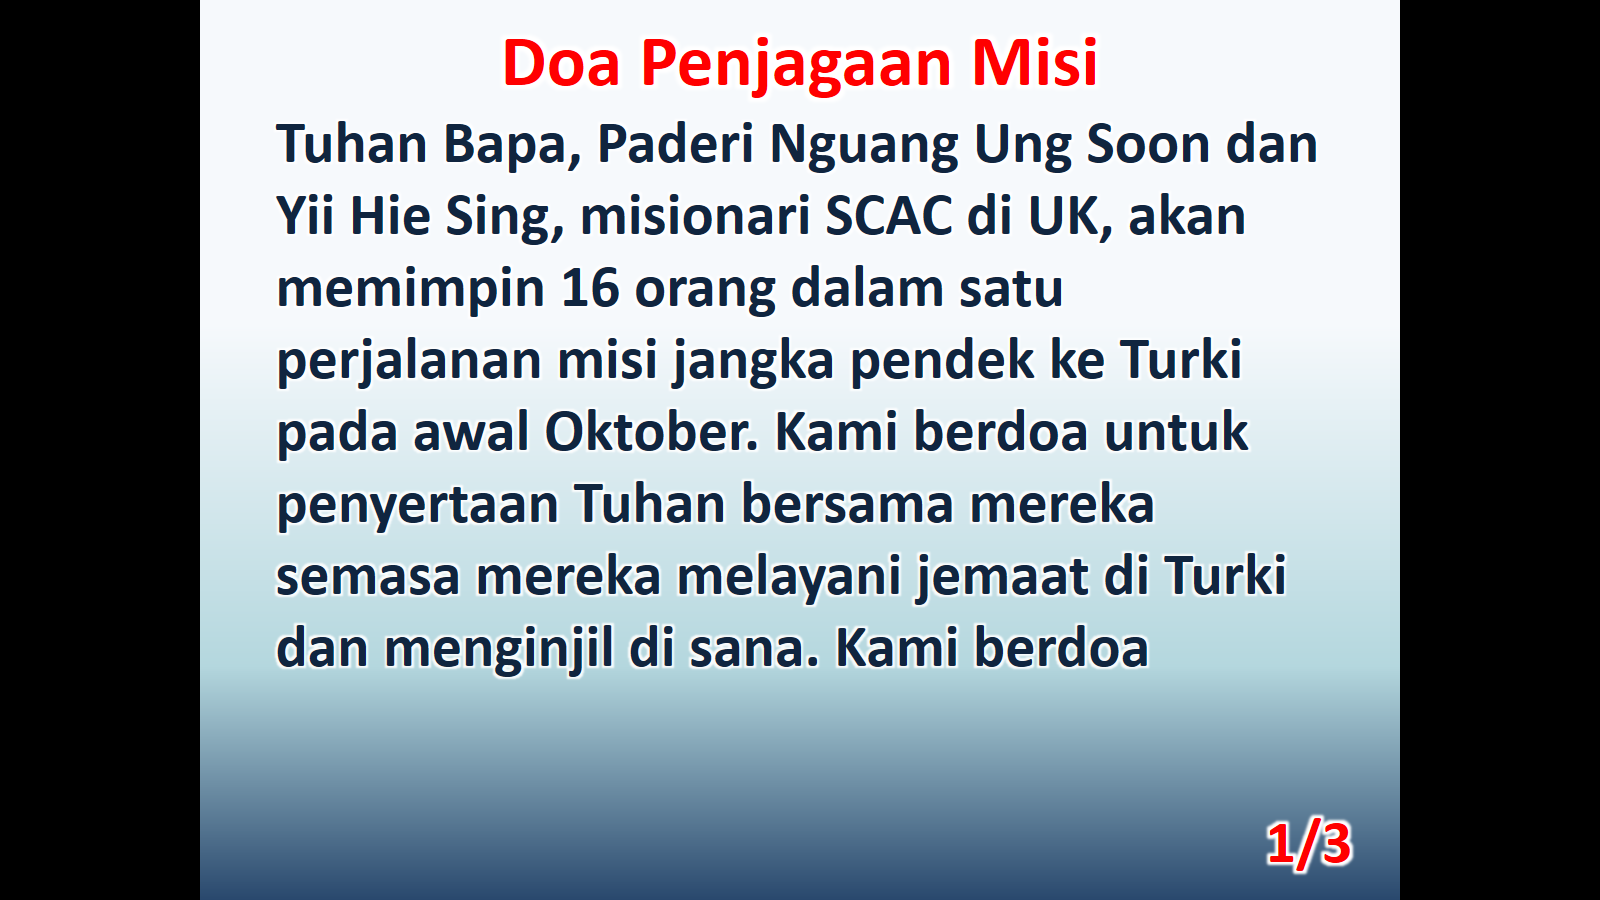 Doa Penjagaan Misi
Tuhan Bapa, Paderi Nguang Ung Soon dan
Yii Hie Sing, misionari SCAC di UK, akan
memimpin 16 orang dalam satu
perjalanan misi jangka pendek ke Turki
pada awal Oktober. Kami berdoa untuk
penyertaan Tuhan bersama mereka
semasa mereka melayani jemaat di Turki
dan menginjil di sana. Kami berdoa
1/3